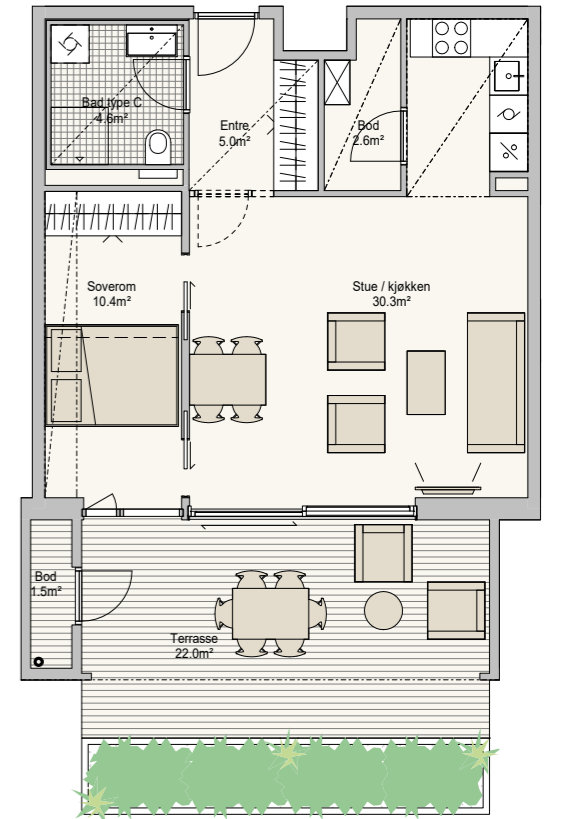 Bad type C
4.6m²
Entre
5.0m²
Bod
2.6m²
Soverom
10.4m²
Stue / kjøkken
30.3m²
Bod
1.5m²
Terrasse
22.0m²